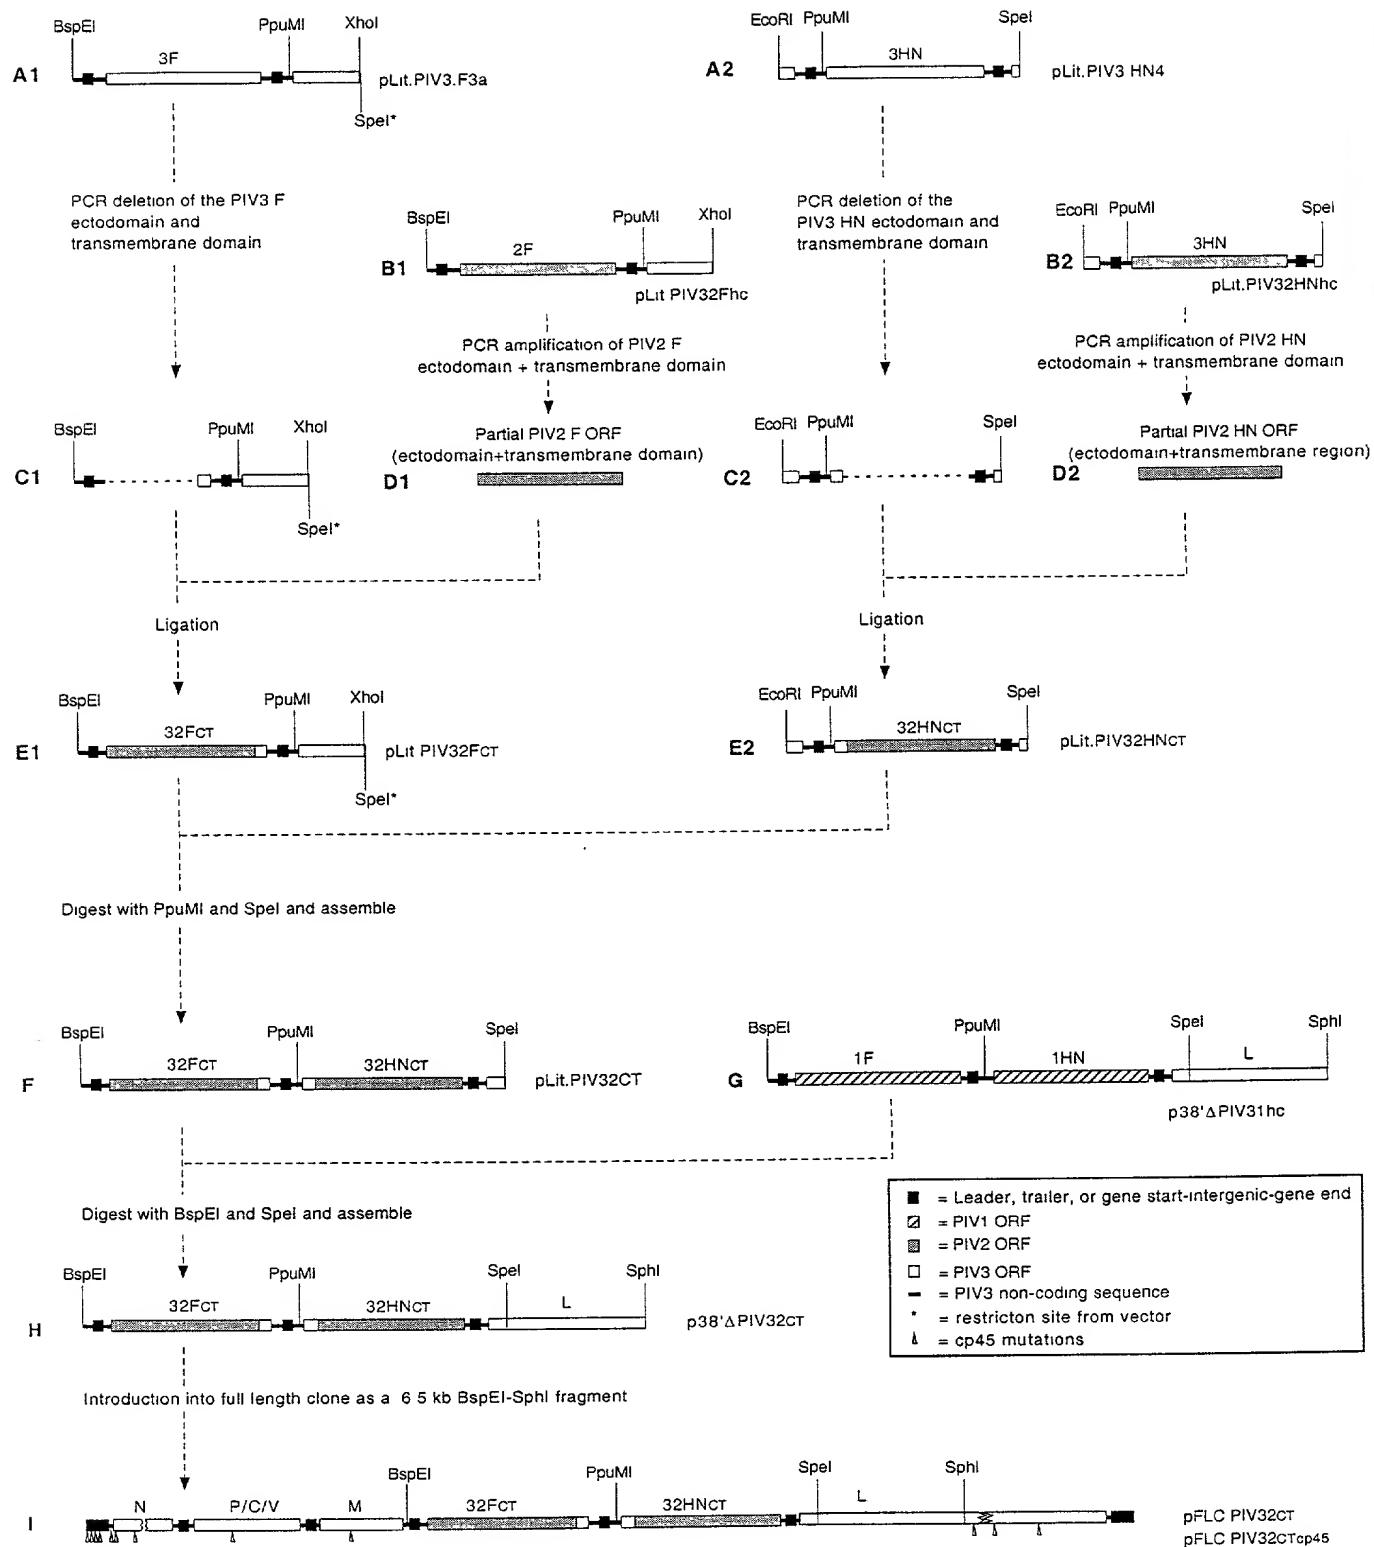 BspEI PpuMI XhoI
3F
A1
pLit.PIV3.F3a
SpeI*
EcoRI PpuMI SpeI
3HN
A2
pLit.PIV3 HN4
PCR deletion of the PIV3 F
ectodomain and
transmembrane domain
BspEI PpuMI XhoI
2F
B1
pLit PIV32Fhc
PCR deletion of the
PIV3 HN ectodomain and
transmembrane domain
EcoRI PpuMI SpeI
3HN
B2
pLit.PIV32HNhc
PCR amplification of PIV2 F
ectodomain + transmembrane domain
PCR amplification of PIV2 HN
ectodomain + transmembrane domain
BspEI PpuMI XhoI
C1
SpeI*
Partial PIV2 F ORF
(ectodomain+transmembrane domain)
D1
EcoRI PpuMI SpeI
C2
Partial PIV2 HN ORF
(ectodomain+transmembrane region)
D2
Ligation
Ligation
BspEI PpuMI XhoI
32FCT
E1
pLit PIV32FCT
SpeI*
EcoRI PpuMI SpeI
32HNCT
E2
pLit.PIV32HNCT
Digest with PpuMI and SpeI and assemble
BspEI PpuMI SpeI
32FCT 32HNCT
F
pLit.PIV32CT
BspEI PpuMI SpeI SphI
1F 1HN L
G
p38'ΔPIV31hc
Digest with BspEI and SpeI and assemble
= Leader, trailer, or gene start-intergenic-gene end
= PIV1 ORF
= PIV2 ORF
= PIV3 ORF
= PIV3 non-coding sequence
* = restricton site from vector
= cp45 mutations
BspEI PpuMI SpeI SphI
32FCT 32HNCT L
H
p38'ΔPIV32CT
Introduction into full length clone as a 6 5 kb BspEI-SphI fragment
BspEI PpuMI SpeI SphI
N P/C/V M 32FCT 32HNCT L
I
pFLC PIV32CT
pFLC PIV32CTcp45